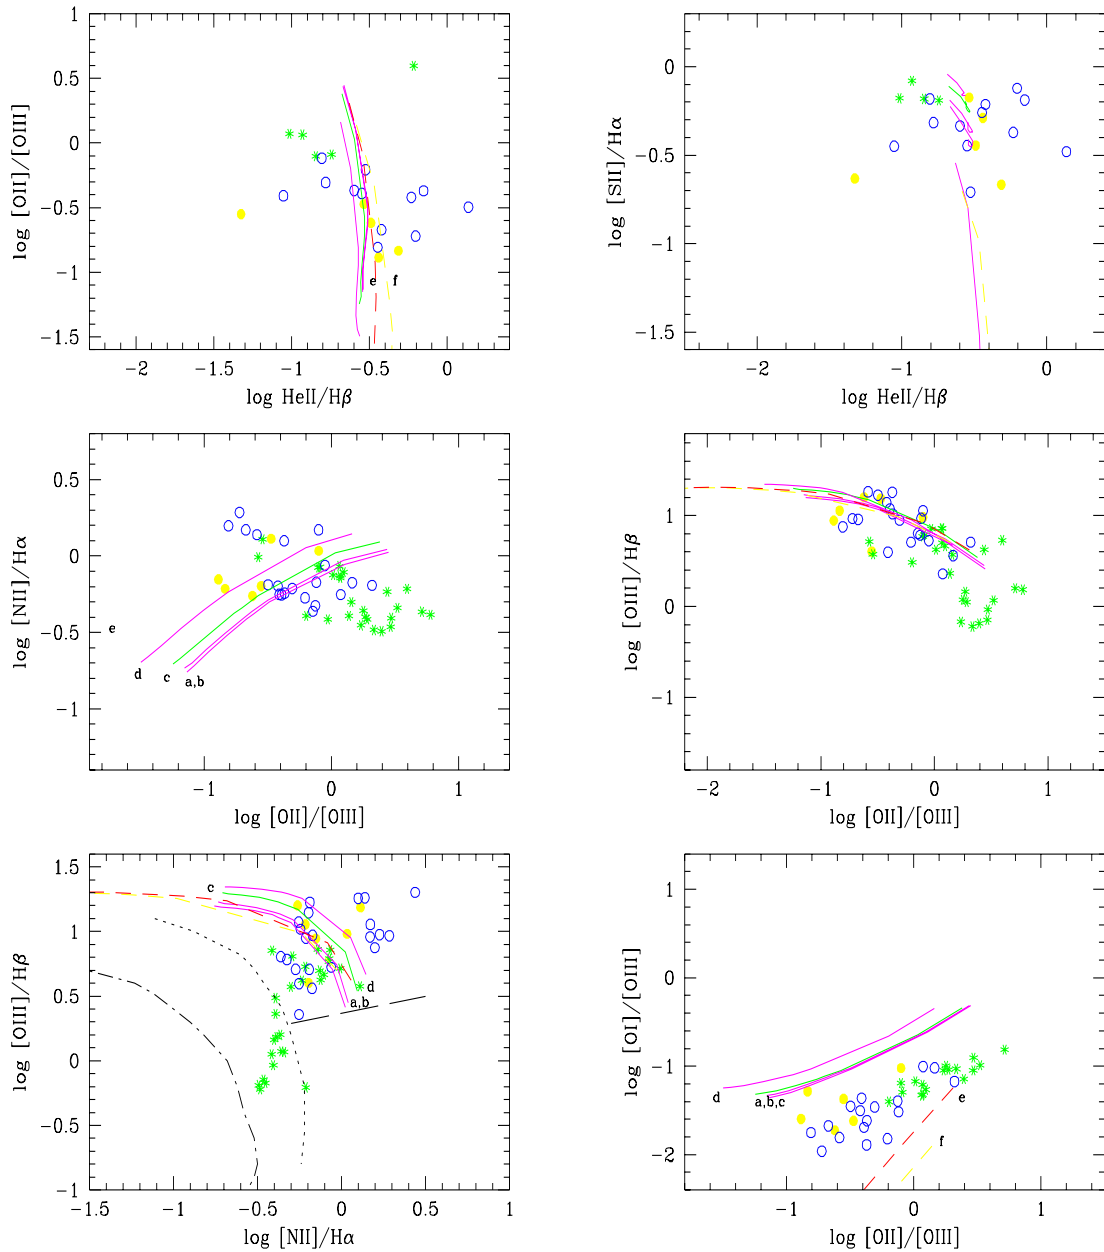 1
0.5
0
−0.5
−1
−1.5
log [OII]/[OIII]
e f
−2 −1 −0.5 0
log HeII/Hβ
0
−0.5
−1
−1.5
log [SII]/Hα
−2 −1 0
log HeII/Hβ
0.5
0
−0.5
−1
log [NII]/Hα
e
d c a,b
−1 0 1
log [OII]/[OIII]
1
0
−1
log [OIII]/Hβ
−2 −1 0 1
log [OII]/[OIII]
1.5
1
0.5
0
−0.5
−1
log [OIII]/Hβ
c
d
a,b
−1.5 −1 −0.5 0 0.5 1
log [NII]/Hα
1
0
−1
−2
log [OI]/[OIII]
d a,b,c e
f
−1 0 1
log [OII]/[OIII]